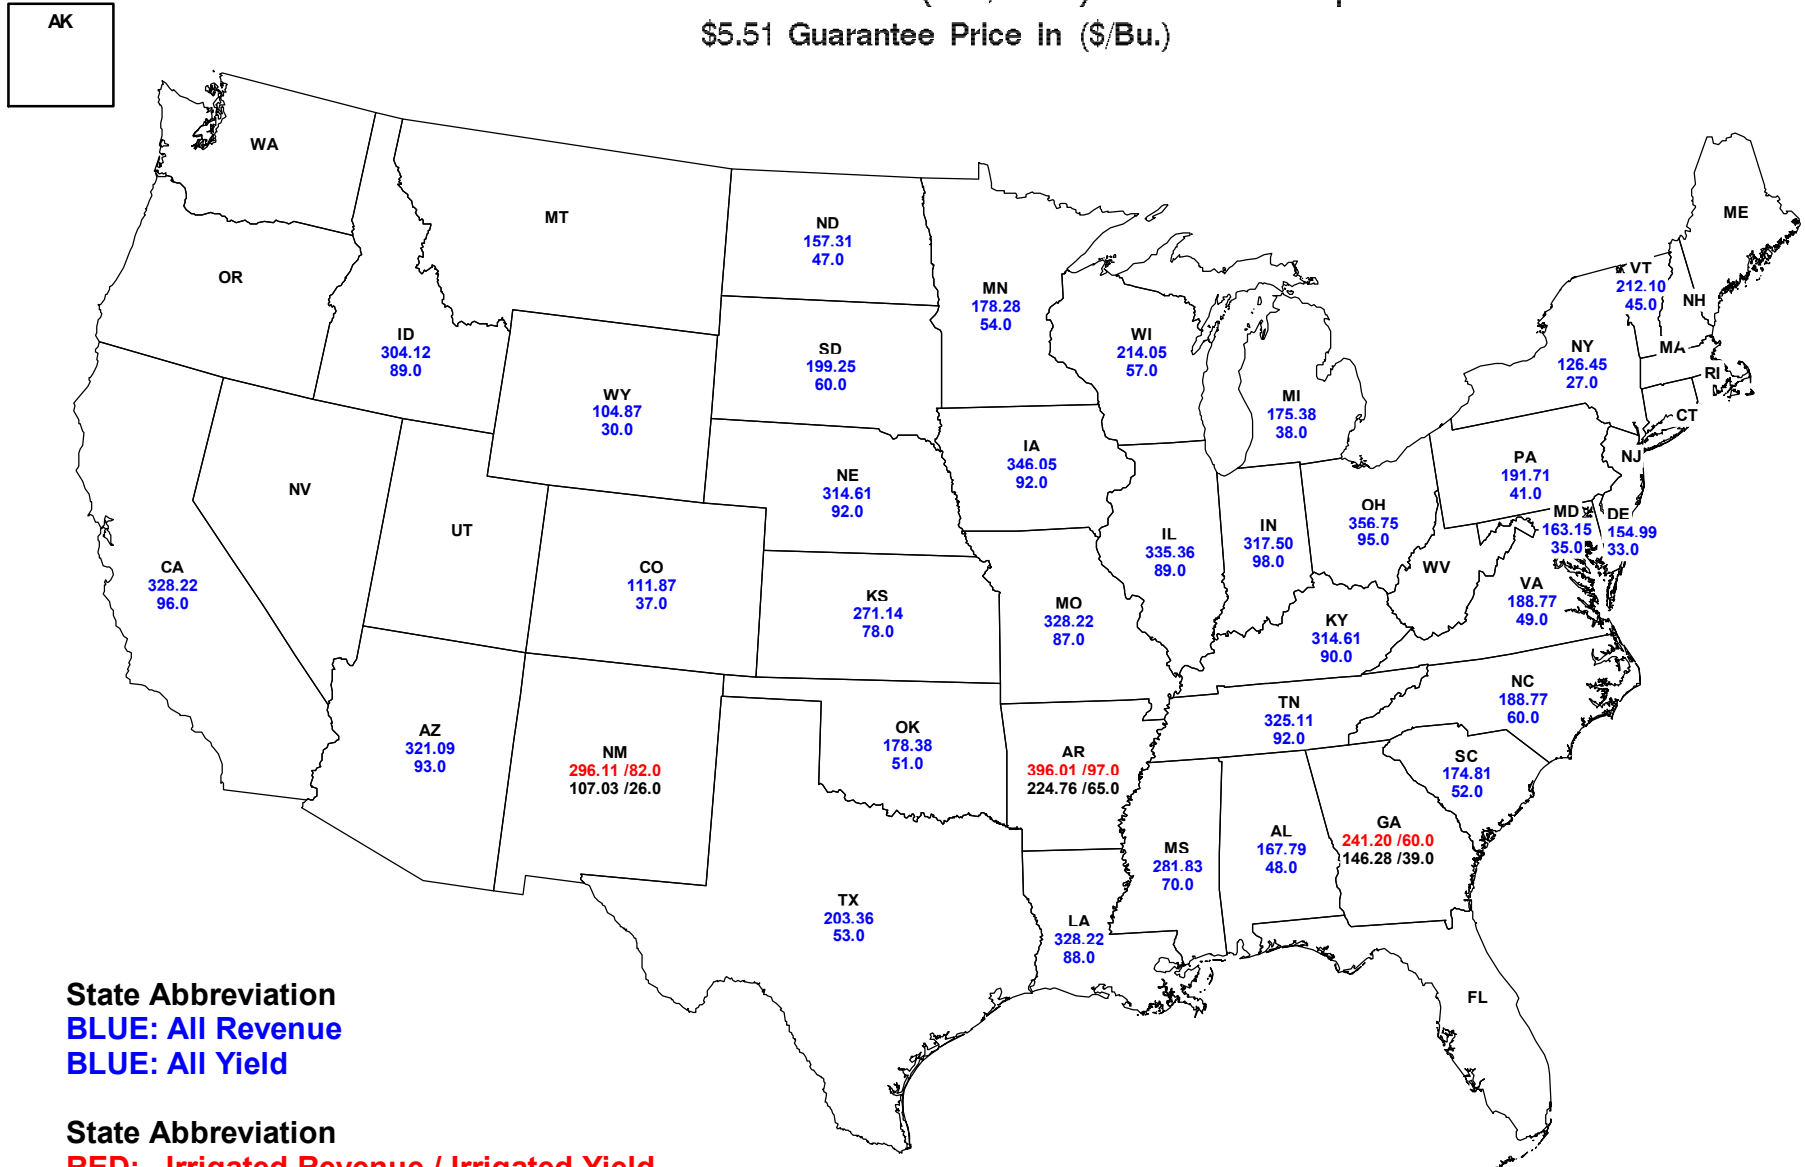 AK
$5.51 Guarantee Price in ($/Bu.)
WA
MT
ND
157.31
47.0
ME
OR
MN
178.28
54.0
VT
212.10
45.0
NH
ID
304.12
89.0
WI
214.05
57.0
SD
199.25
60.0
NY
126.45
27.0
MA
RI
WY
104.87
30.0
MI
175.38
38.0
CT
IA
346.05
92.0
PA
191.71
41.0
NJ
NE
314.61
92.0
NV
UT
OH
356.75
95.0
MD
163.15
35.0
DE
154.99
33.0
IL
335.36
89.0
IN
317.50
98.0
WV
CA
328.22
96.0
CO
111.87
37.0
KS
271.14
78.0
MO
328.22
87.0
VA
188.77
49.0
KY
314.61
90.0
NC
188.77
60.0
TN
325.11
92.0
AZ
321.09
93.0
NM
296.11 /82.0
107.03 /26.0
OK
178.38
51.0
AR
396.01 /97.0
224.76 /65.0
SC
174.81
52.0
MS
281.83
70.0
AL
167.79
48.0
GA
241.20 /60.0
146.28 /39.0
TX
203.36
53.0
LA
328.22
88.0
FL
State Abbreviation
BLUE: All Revenue
BLUE: All Yield
State Abbreviation
RED: Irrigated Revenue / Irrigated Yield